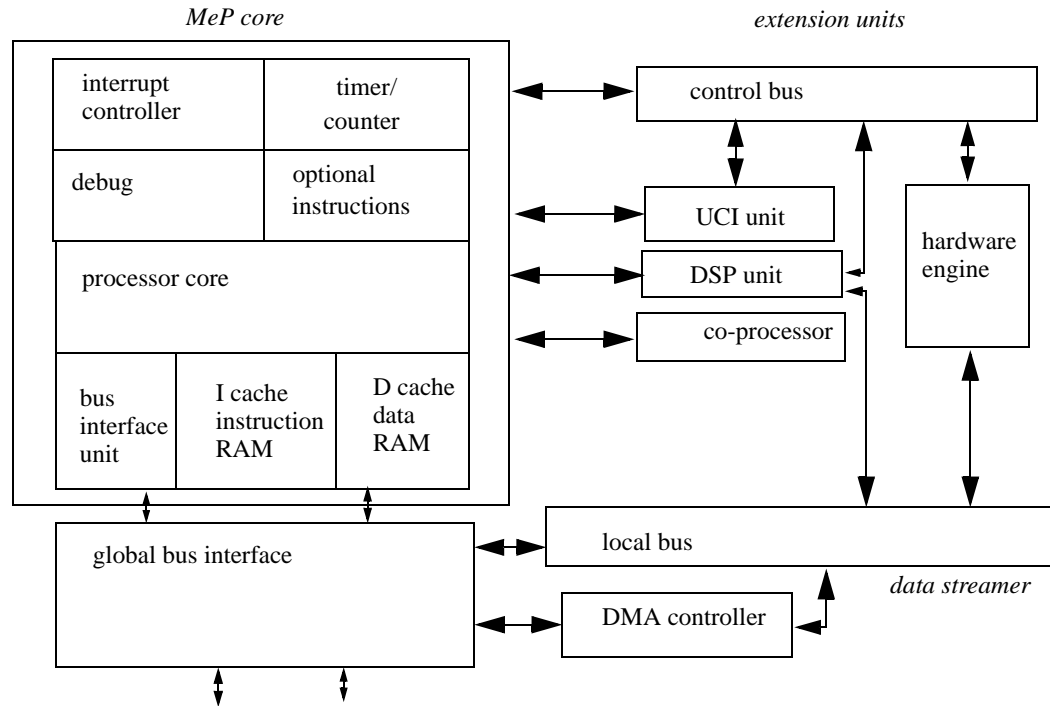 MeP core
extension units
interrupt
controller
timer/
counter
control bus
debug
optional
instructions
UCI unit
hardware
engine
processor core
DSP unit
co-processor
bus
interface
unit
I cache
instruction
RAM
D cache
data
RAM
global bus interface
local bus
data streamer
DMA controller